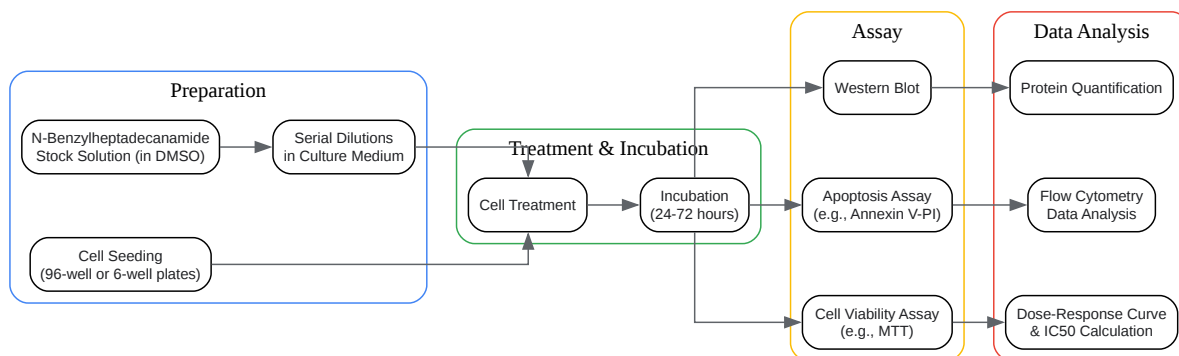 Preparation
N-Benzylheptadecanamide
Stock Solution (in DMSO)
Serial Dilutions
in Culture Medium
Cell Seeding
(96-well or 6-well plates)
Treatment & Incubation
Cell Treatment
Incubation
(24-72 hours)
Assay
Western Blot
Apoptosis Assay
(e.g., Annexin V-PI)
Cell Viability Assay
(e.g., MTT)
Data Analysis
Protein Quantification
Flow Cytometry
Data Analysis
Dose-Response Curve
& IC50 Calculation